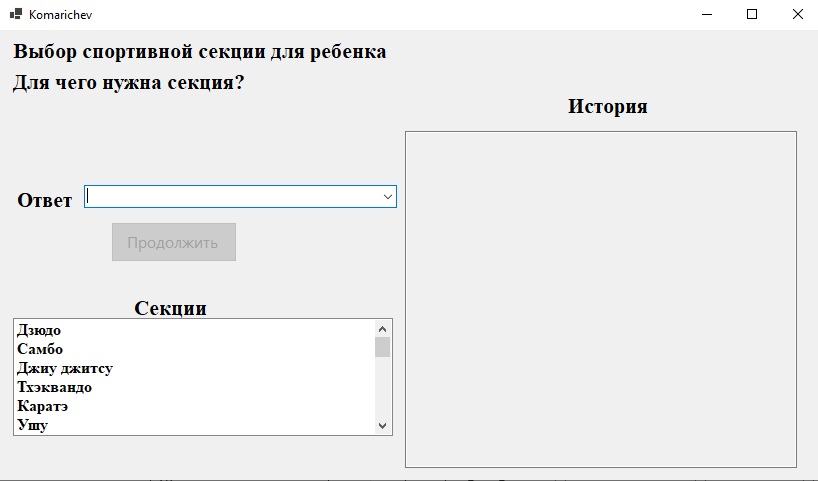 Komarichev
Выбор спортивной секции для ребенка
Для чего нужна секция?
История
Ответ
Продолжить
Секции
Дзюдо
Самбо
Джиу джитсу
Тхэквандо
Каратэ
Ушу